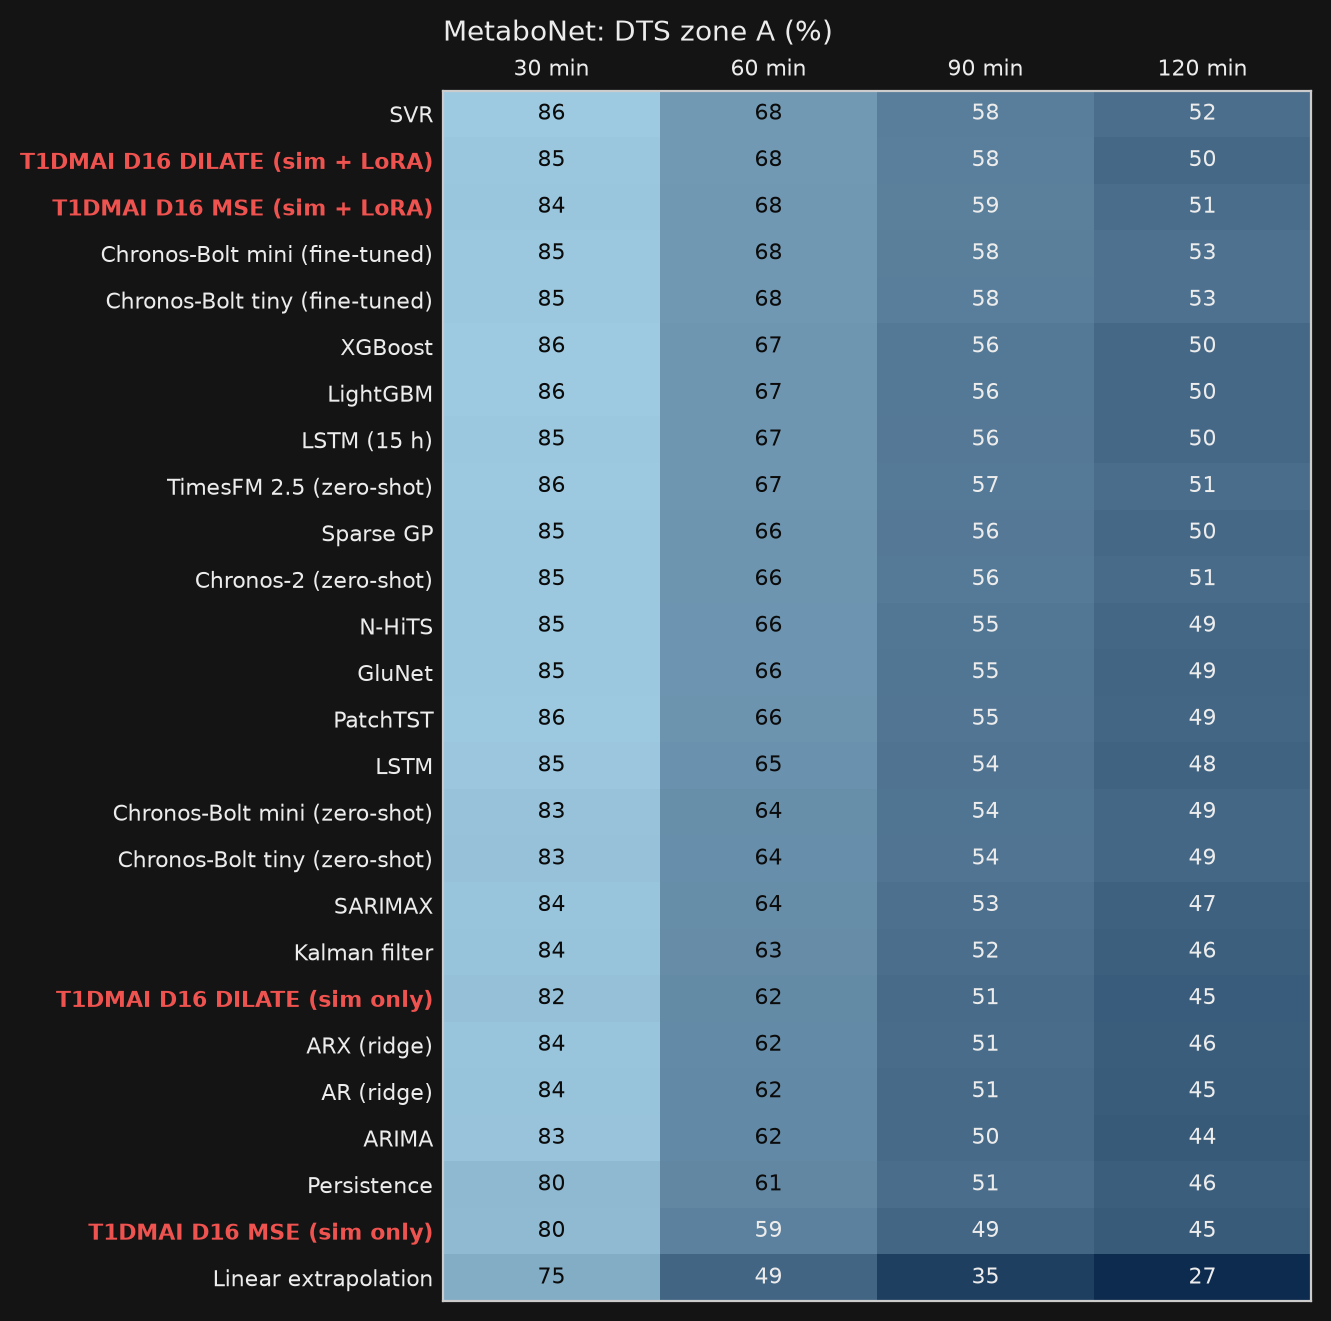 MetaboNet: DTS zone A (%)
30 min 60 min 90 min 120 min
SVR 86 68 58 52
T1DMAI D16 DILATE (sim + LoRA) 85 68 58 50
T1DMAI D16 MSE (sim + LoRA) 84 68 59 51
Chronos-Bolt mini (fine-tuned) 85 68 58 53
Chronos-Bolt tiny (fine-tuned) 85 68 58 53
XGBoost 86 67 56 50
LightGBM 86 67 56 50
LSTM (15 h) 85 67 56 50
TimesFM 2.5 (zero-shot) 86 67 57 51
Sparse GP 85 66 56 50
Chronos-2 (zero-shot) 85 66 56 51
N-HiTS 85 66 55 49
GluNet 85 66 55 49
PatchTST 86 66 55 49
LSTM 85 65 54 48
Chronos-Bolt mini (zero-shot) 83 64 54 49
Chronos-Bolt tiny (zero-shot) 83 64 54 49
SARIMAX 84 64 53 47
Kalman filter 84 63 52 46
T1DMAI D16 DILATE (sim only) 82 62 51 45
ARX (ridge) 84 62 51 46
AR (ridge) 84 62 51 45
ARIMA 83 62 50 44
Persistence 80 61 51 46
T1DMAI D16 MSE (sim only) 80 59 49 45
Linear extrapolation 75 49 35 27